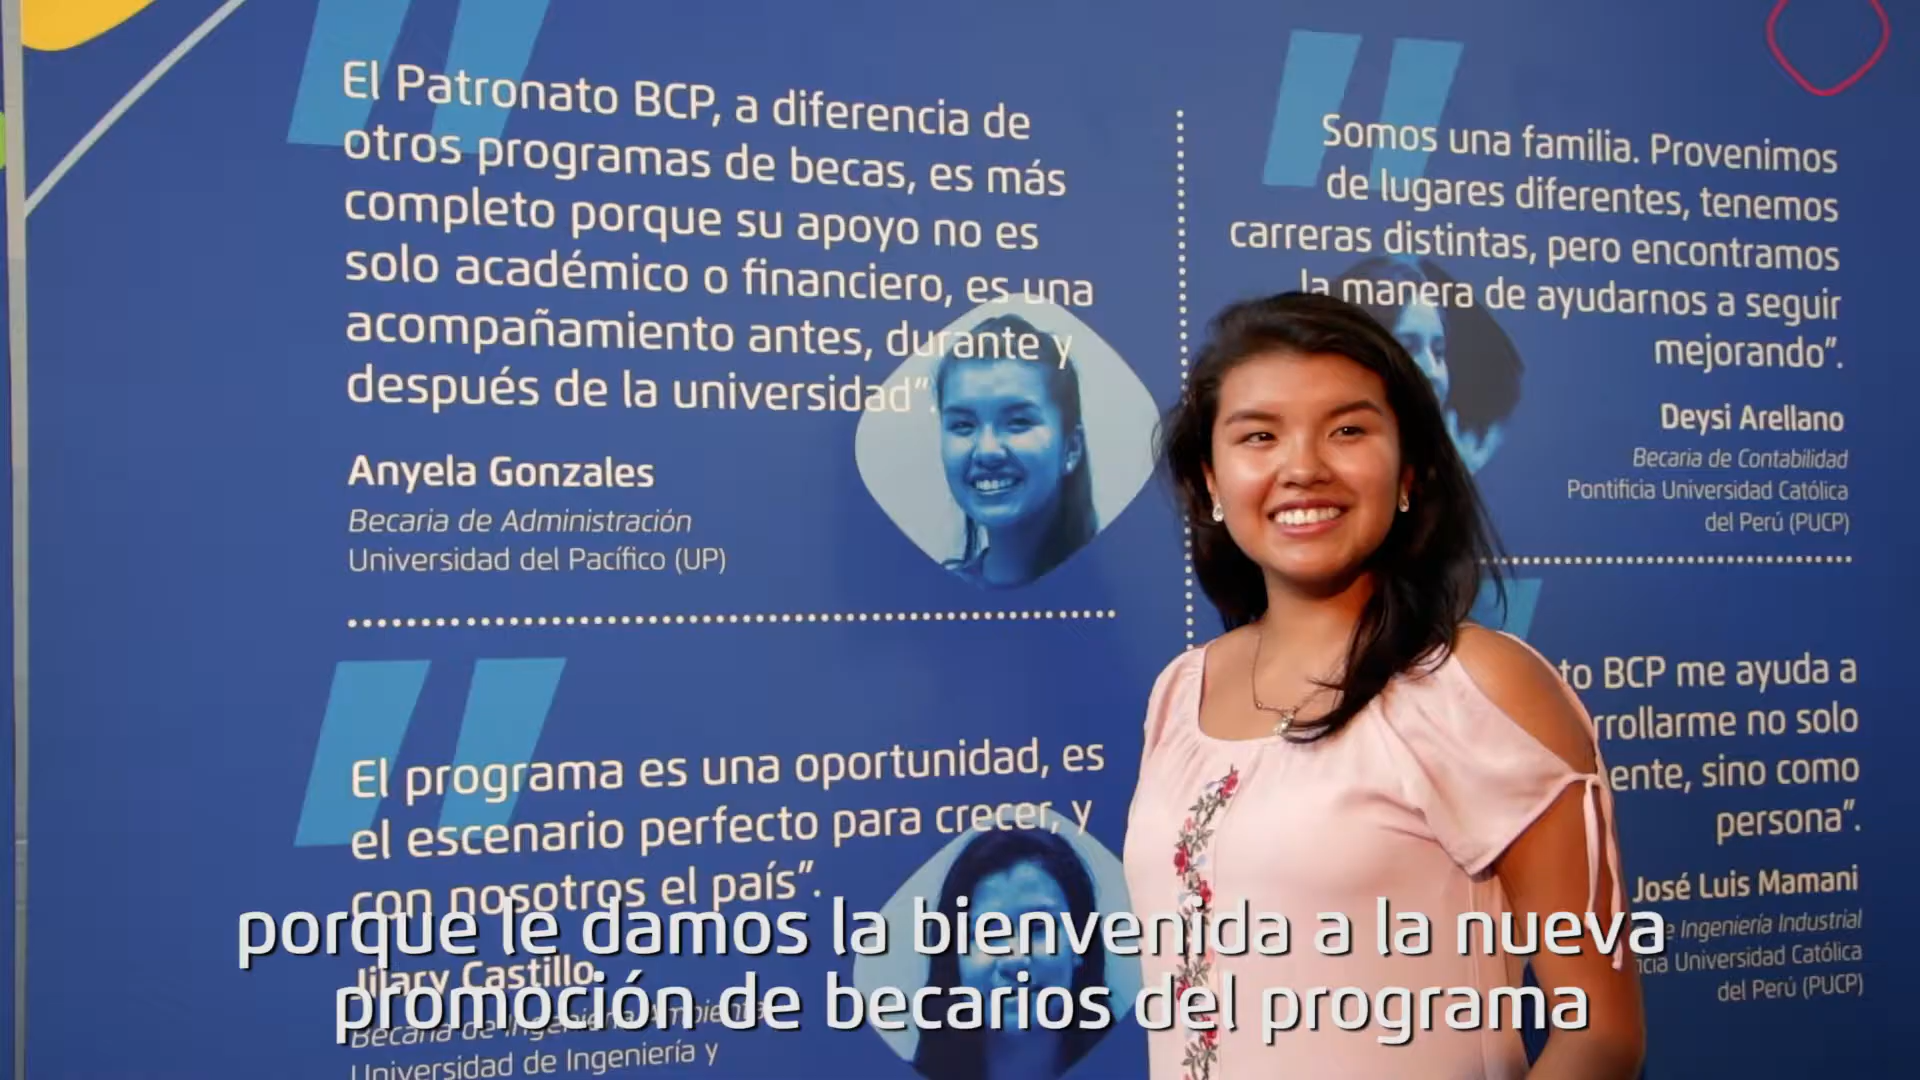 El Patronato BCP, a diferencia de
otros programas de becas, es más
completo porque su apoyo no es
solo académico o financiero, es una
acompañamiento antes, durante y
después de la universidad”.
Anyela Gonzales
Becaria de Administración
Universidad del Pacífico (UP)
El programa es una oportunidad, es
el escenario perfecto para crecer, y
con nosotros el país”.
Jilary Castillo
Becaria de Ingeniería
Universidad de Ingeniería y
Somos una familia. Provenimos
de lugares diferentes, tenemos
carreras distintas, pero encontramos
la manera de ayudarnos a seguir
mejorando”.
Deysi Arellano
Becaria de Contabilidad
Pontificia Universidad Católica
del Perú (PUCP)
BCP me ayuda a
no solo
sino como
persona”.
José Luis Mamani
Ingeniería Industrial
Universidad Católica
del Perú (PUCP)
porque le damos la bienvenida a la nueva
promoción de becarios del programa